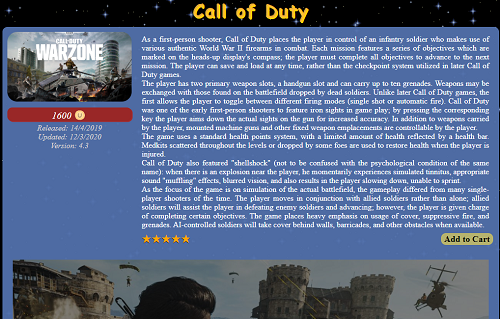 Call of Duty
CALL OF DUTY
WARZONE
1600
Released: 14/4/2019
Updated: 12/3/2020
Version: 4.3
As a first-person shooter, Call of Duty places the player in control of an infantry soldier who makes use of
various authentic World War II firearms in combat. Each mission features a series of objectives which are
marked on the heads-up display's compass; the player must complete all objectives to advance to the next
mission. The player can save and load at any time, rather than the checkpoint system utilized in later Call of
Duty games.
The player has two primary weapon slots, a handgun slot and can carry up to ten grenades. Weapons may be
exchanged with those found on the battlefield dropped by dead soldiers. Unlike later Call of Duty games, the
first allows the player to toggle between different firing modes (single shot or automatic fire). Call of Duty
was one of early first-person shooters to feature iron sights in game play, by pressing the corresponding
key the player aims down the actual sights on the gun for increased accuracy. In addition to weapons carried
by the player, mounted machine guns and other fixed weapon emplacements are controllable by the player.
The game uses a standard health points system, with a limited amount of health reflected by a health bar.
Medkits scattered throughout the levels or dropped by some foes are used to restore health when the player is
injured.
Call of Duty also featured "shellshock" (not to be confused with the psychological condition of the same
name): when there is an explosion near the player, he momentarily experiences simulated tinnitus, appropriate
sound "muffling" effects, blurred vision, and also results in the player slowing down, unable to sprint.
As the focus of the game is on simulation of the actual battlefield, the gameplay differed from many single-
player shooters of the time. The player moves in conjunction with allied soldiers rather than alone; allied
soldiers will assist the player in defeating enemy soldiers and advancing; however, the player is given charge
of completing certain objectives. The game places heavy emphasis on usage of cover, suppressive fire, and
grenades. AI-controlled soldiers will take cover behind walls, barricades, and other obstacles when available.
Add to Cart